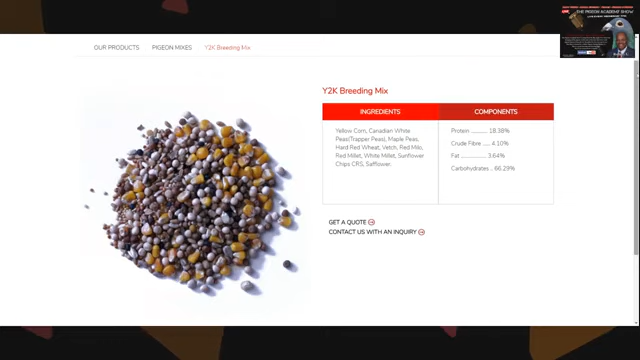 THE PIGEON ACADEMY SHOW
OUR PRODUCTS PIGEON MIXES Y2K Breeding Mix
Y2K Breeding Mix
INGREDIENTS COMPONENTS
Yellow Corn, Canadian White
Peas(Trapper Peas), Maple Peas,
Hard Red Wheat, Vetch, Red Milo,
Red Millet, White Millet, Sunflower
Chips CRS, Safflower.
Protein ........... 18.38%
Crude Fibre ..... 4.10%
Fat ................. 3.64%
Carbohydrates ... 66.29%
GET A QUOTE
CONTACT US WITH AN INQUIRY